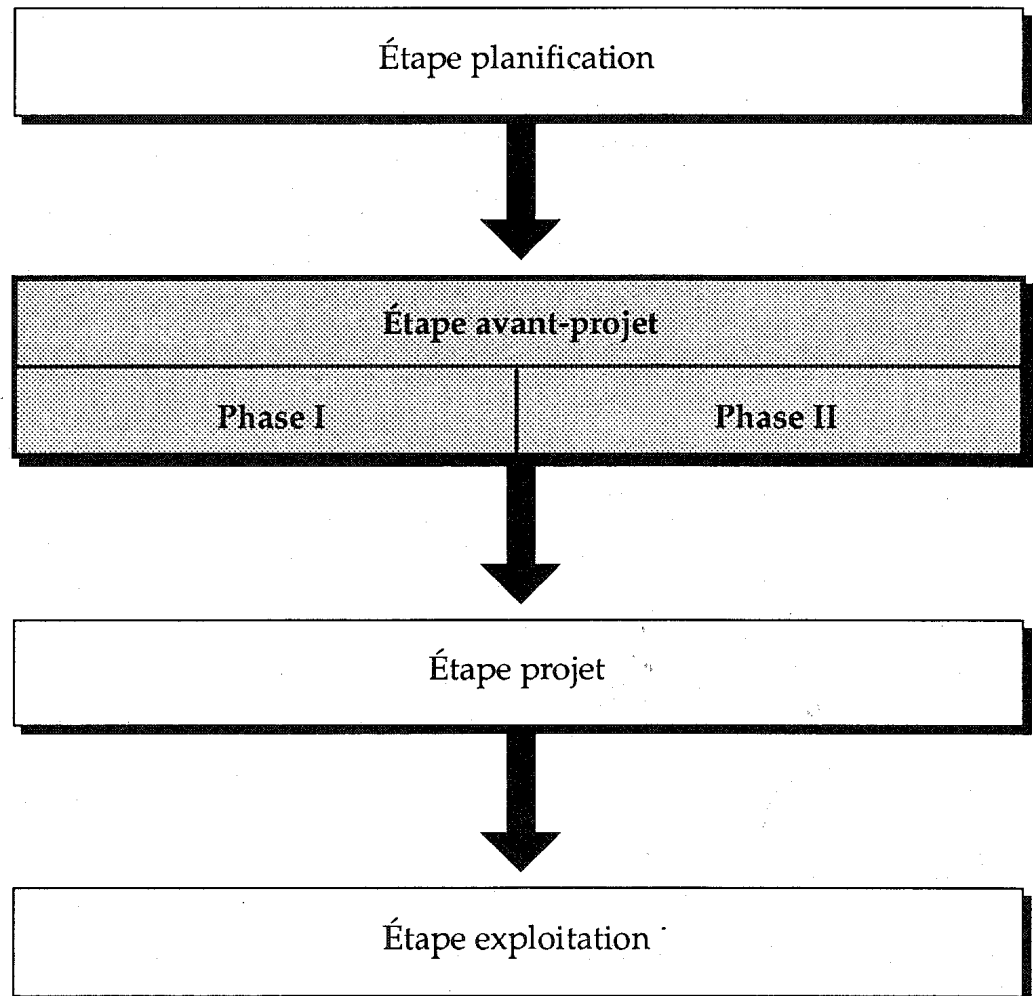 Étape planification
Étape avant-projet
Phase I
Phase II
Étape projet
Étape exploitation